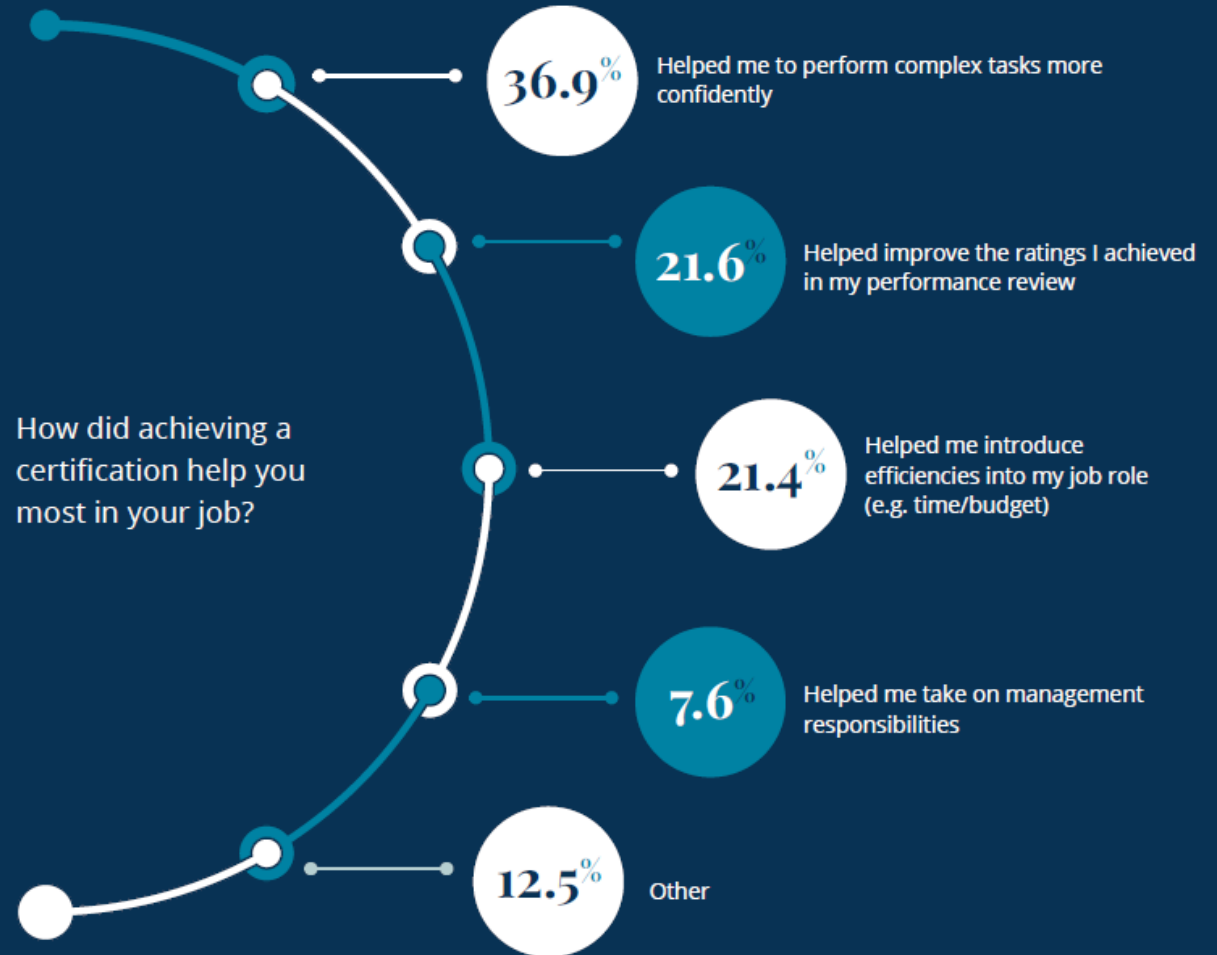 36.9%
Helped me to perform complex tasks more
confidently
21.6%
Helped improve the ratings I achieved
in my performance review
How did achieving a
certification help you
most in your job?
21.4%
Helped me introduce
efficiencies into my job role
(e.g. time/budget)
7.6%
Helped me take on management
responsibilities
12.5%
Other